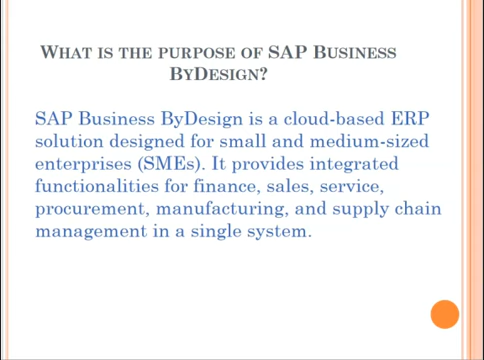 WHAT IS THE PURPOSE OF SAP BUSINESS
BYDESIGN?
SAP Business ByDesign is a cloud-based ERP
solution designed for small and medium-sized
enterprises (SMEs). It provides integrated
functionalities for finance, sales, service,
procurement, manufacturing, and supply chain
management in a single system.